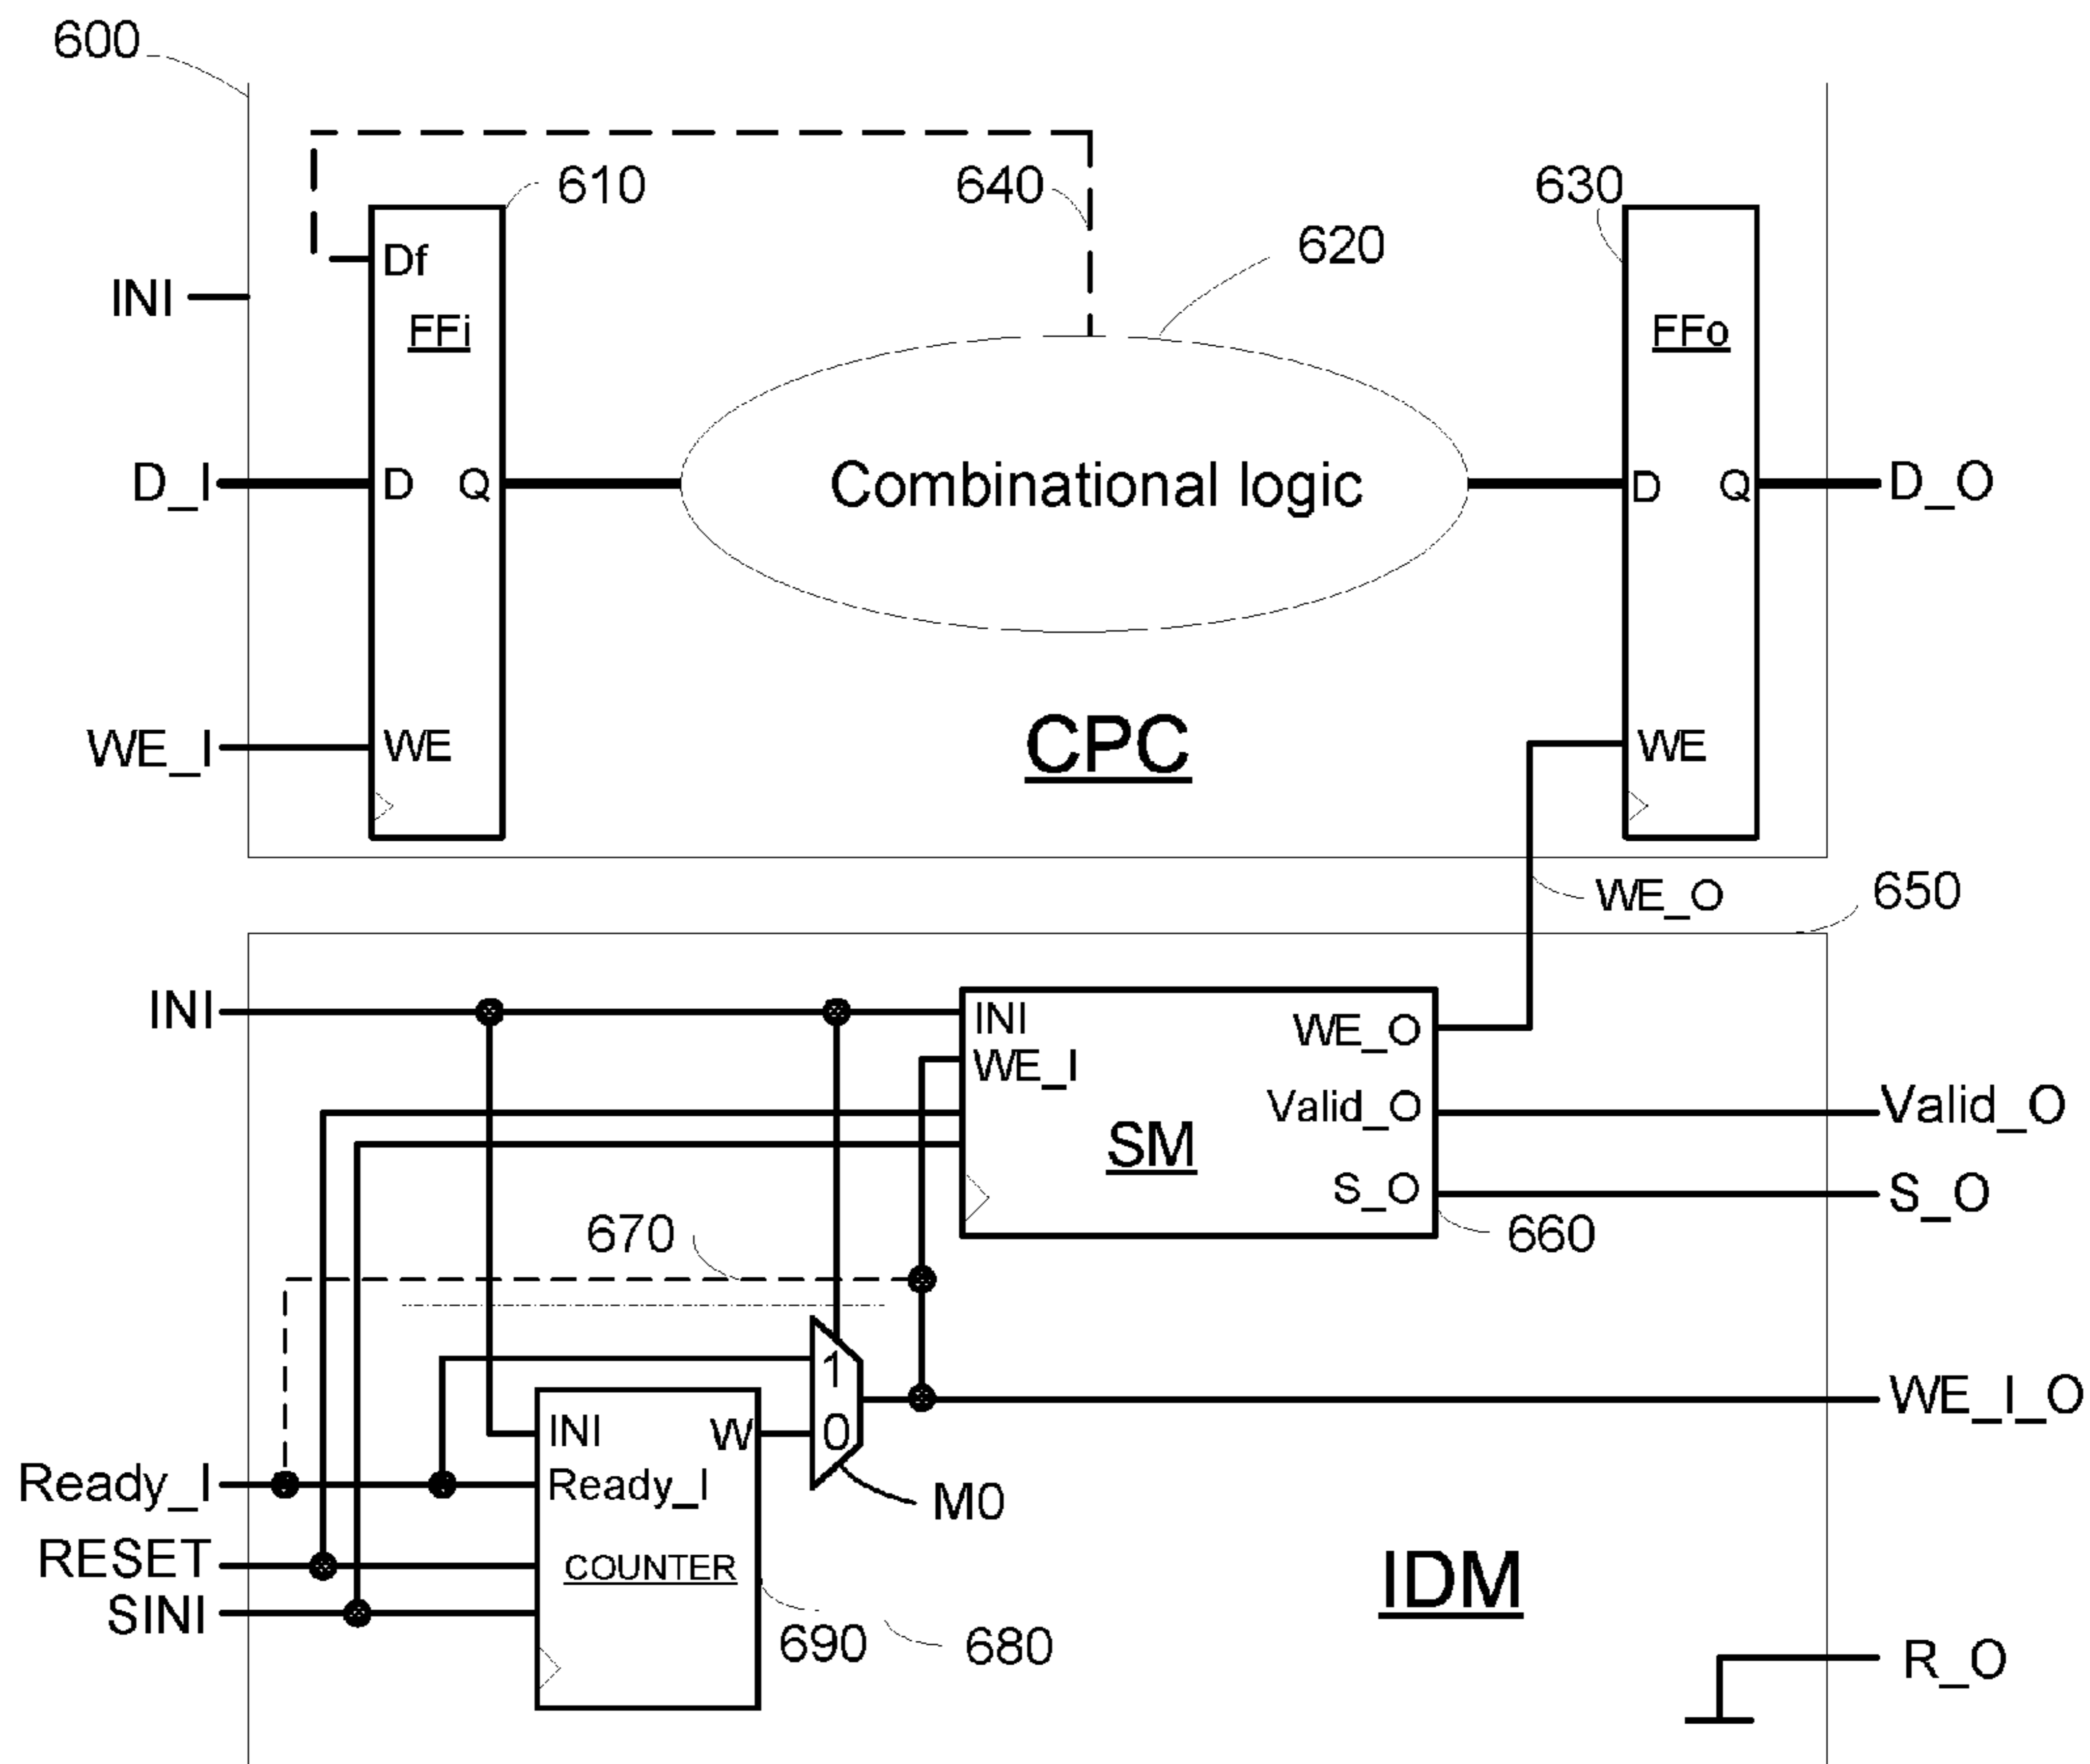 600
610
640
630
620
Df
INI
FFi
FFo
D_I
D
Q
Combinational logic
D
Q
D_O
WE_I
WE
CPC
WE
WE_O
650
INI
INI
WE_O
WE_I
Valid_O
Valid_O
SM
S_O
S_O
670
660
1
INI
W
0
WE_I_O
Ready_I
Ready_I
M0
RESET
COUNTER
IDM
SINI
690
680
R_O